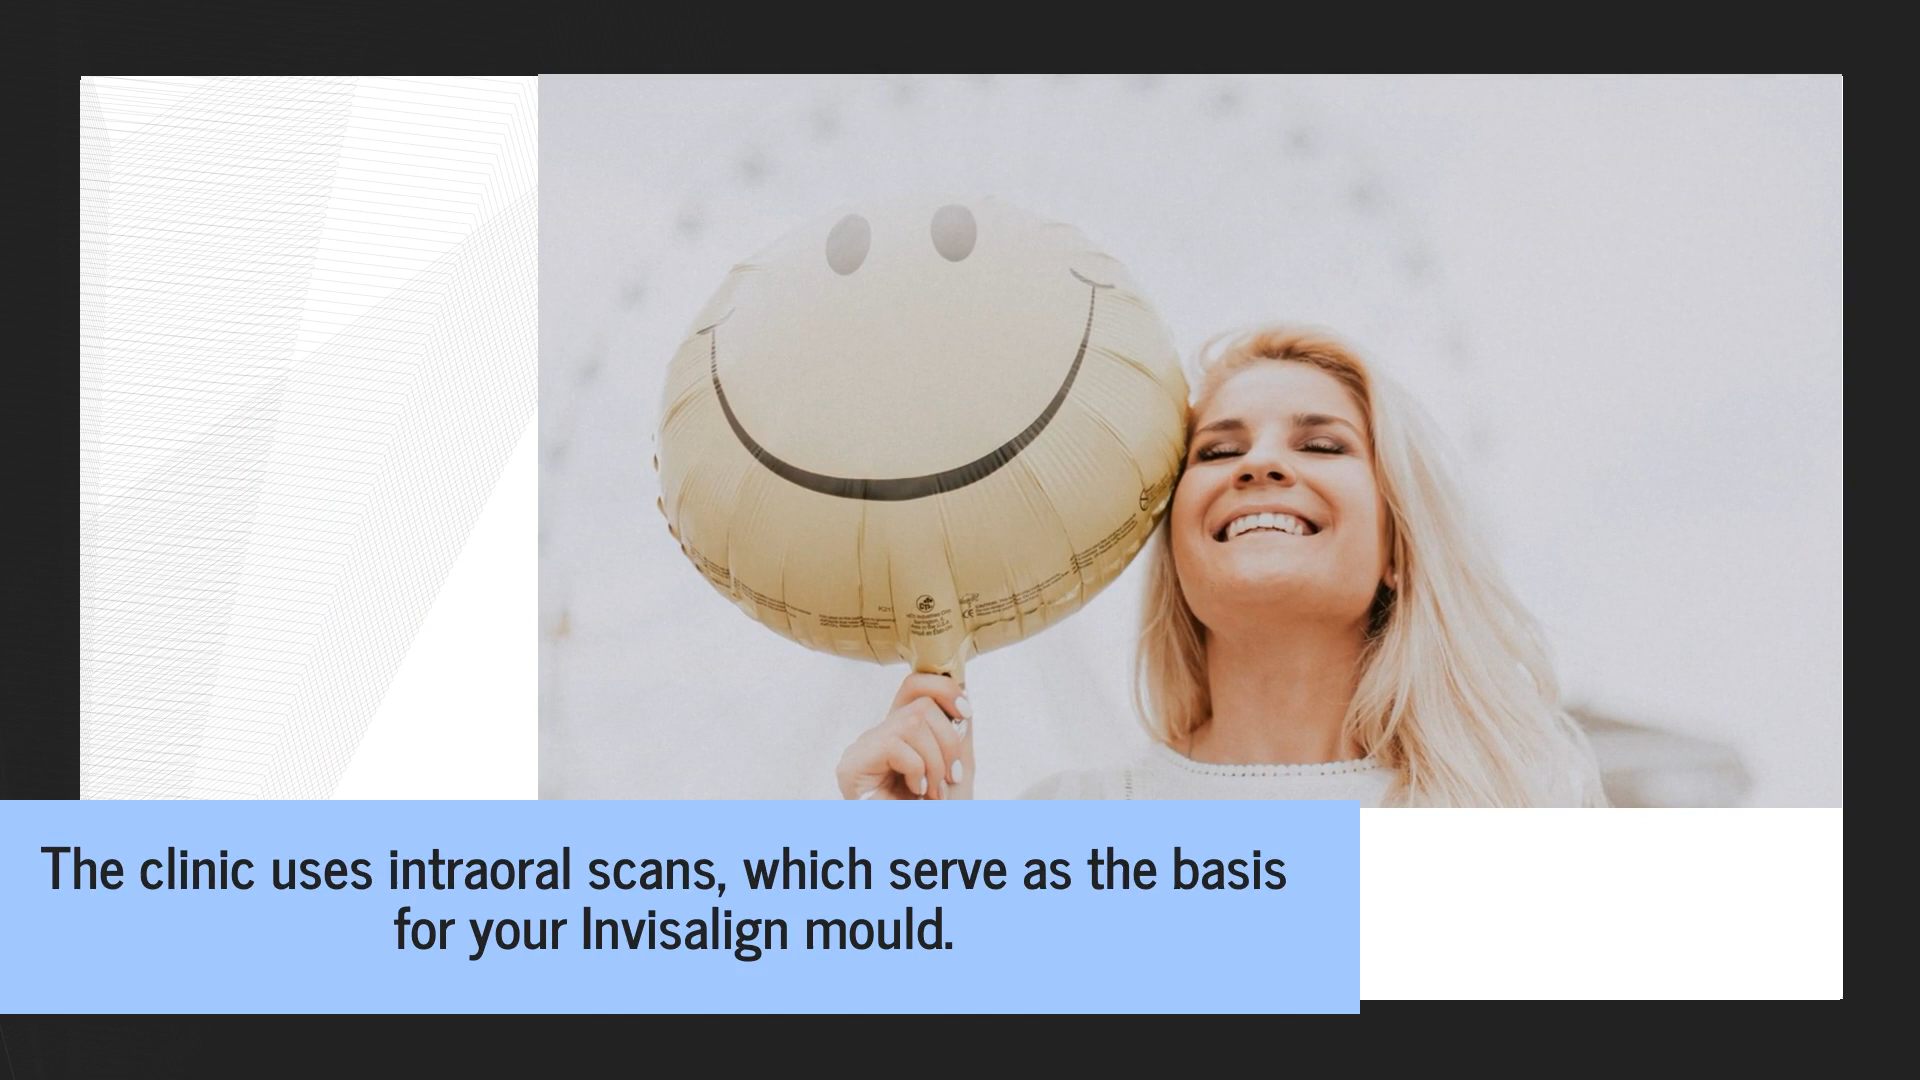 The clinic uses intraoral scans, which serve as the basis
for your Invisalign mould.